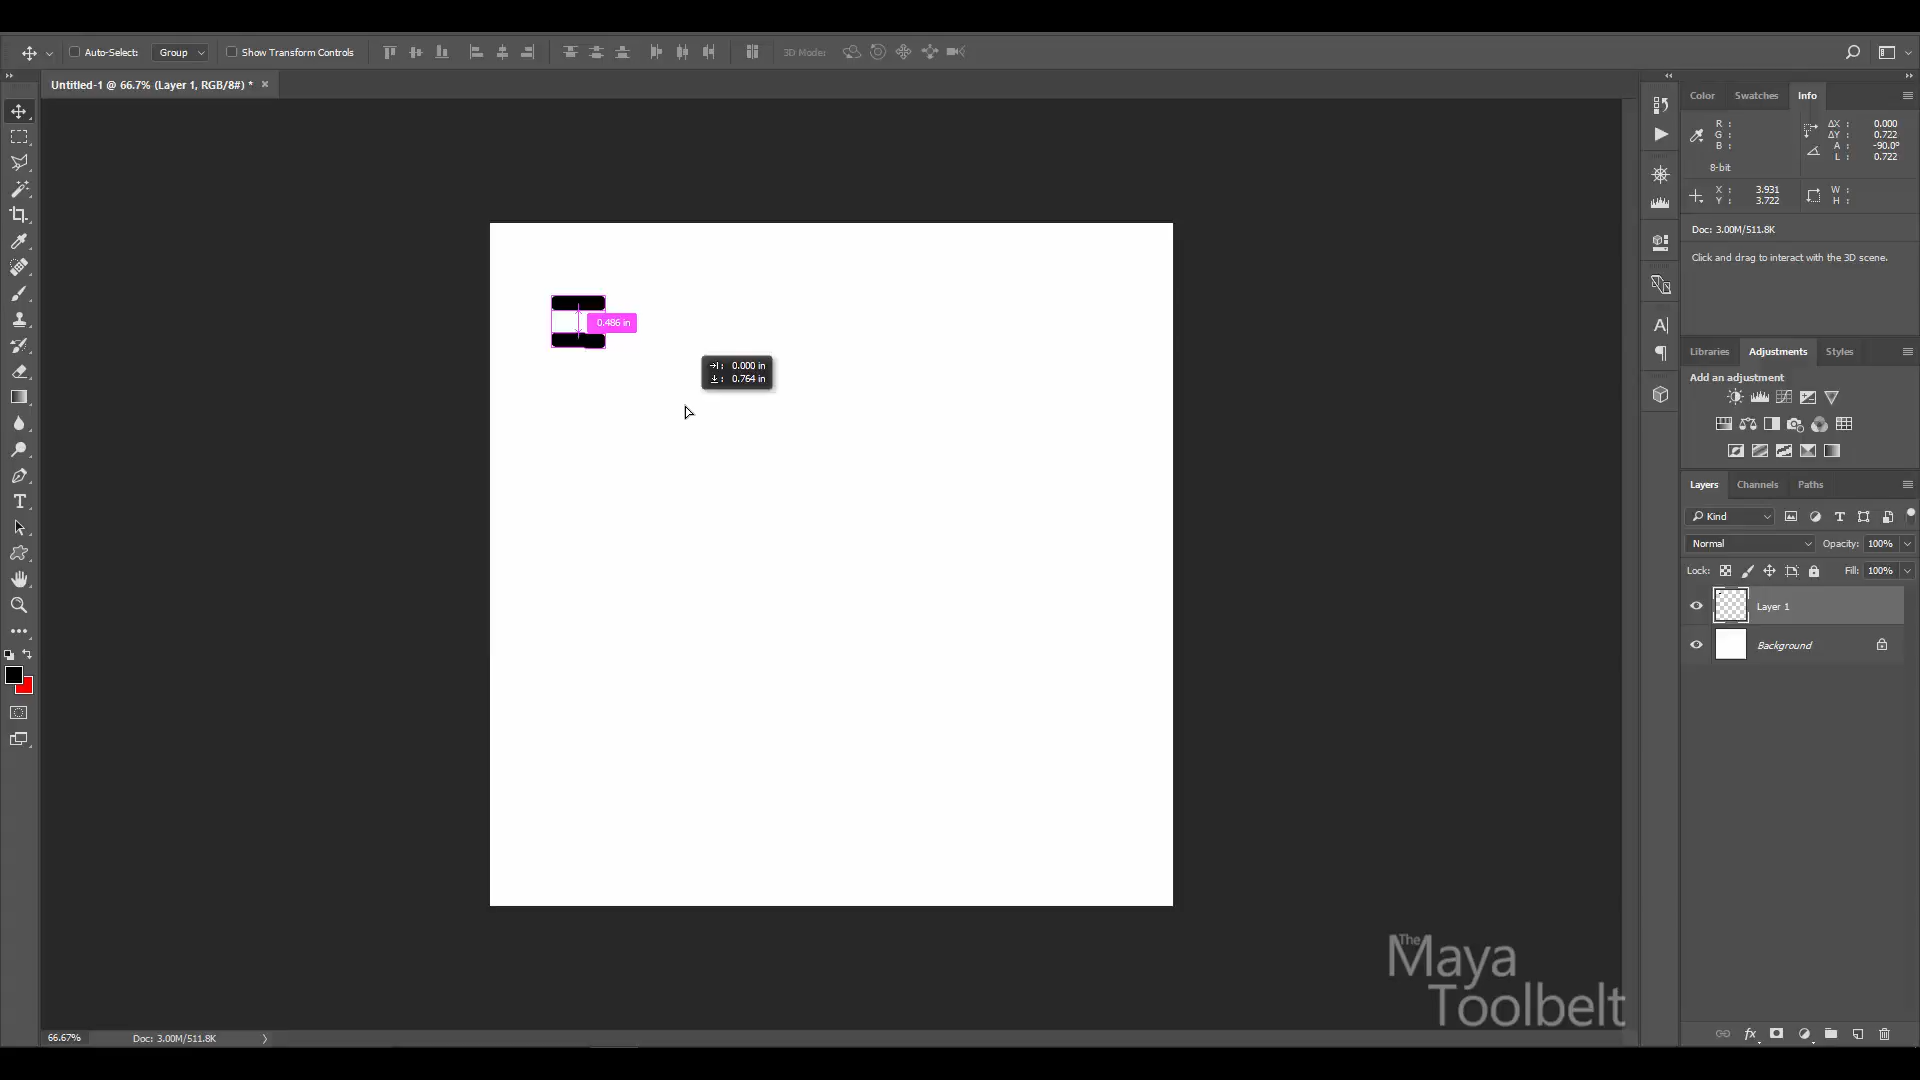 Auto-Select: Group Show Transform Controls 3D Mode:
Untitled-1 @ 66.7% (Layer 1, RGB/8#) * ×
Color Swatches Info
R :
G :
B :
8-bit
ΔX : 0.000
ΔY : 0.722
A : -90.0°
L : 0.722
X : 3.931
Y : 3.722
W :
H :
Doc: 3.00M/511.8K
Click and drag to interact with the 3D scene.
0.486 in
0.000 in
0.764 in
Libraries Adjustments Styles
Add an adjustment
Layers Channels Paths
Kind
Normal Opacity: 100%
Lock: Fill: 100%
Layer 1
Background
The
Maya
Toolbelt
66.67% Doc: 3.00M/511.8K